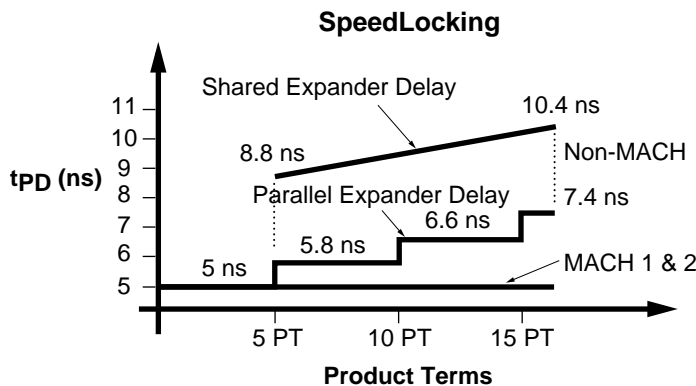 SpeedLocking
Shared Expander Delay
10.4 ns
11
10
9
8
7
6
5
tPD (ns)
8.8 ns
Non-MACH
Parallel Expander Delay
7.4 ns
6.6 ns
5.8 ns
5 ns
MACH 1 & 2
5 PT
10 PT
15 PT
Product Terms